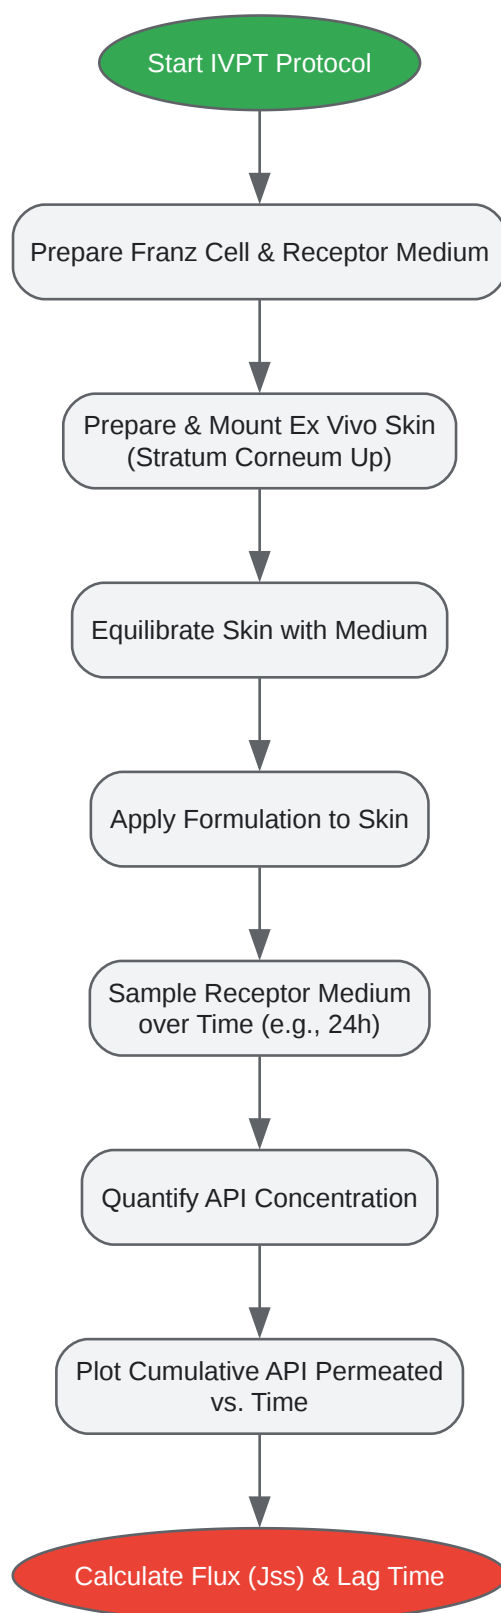 Start IVPT Protocol
Prepare Franz Cell & Receptor Medium
Prepare & Mount Ex Vivo Skin
(Stratum Corneum Up)
Equilibrate Skin with Medium
Apply Formulation to Skin
Sample Receptor Medium
over Time (e.g., 24h)
Quantify API Concentration
Plot Cumulative API Permeated
vs. Time
Calculate Flux (Jss) & Lag Time